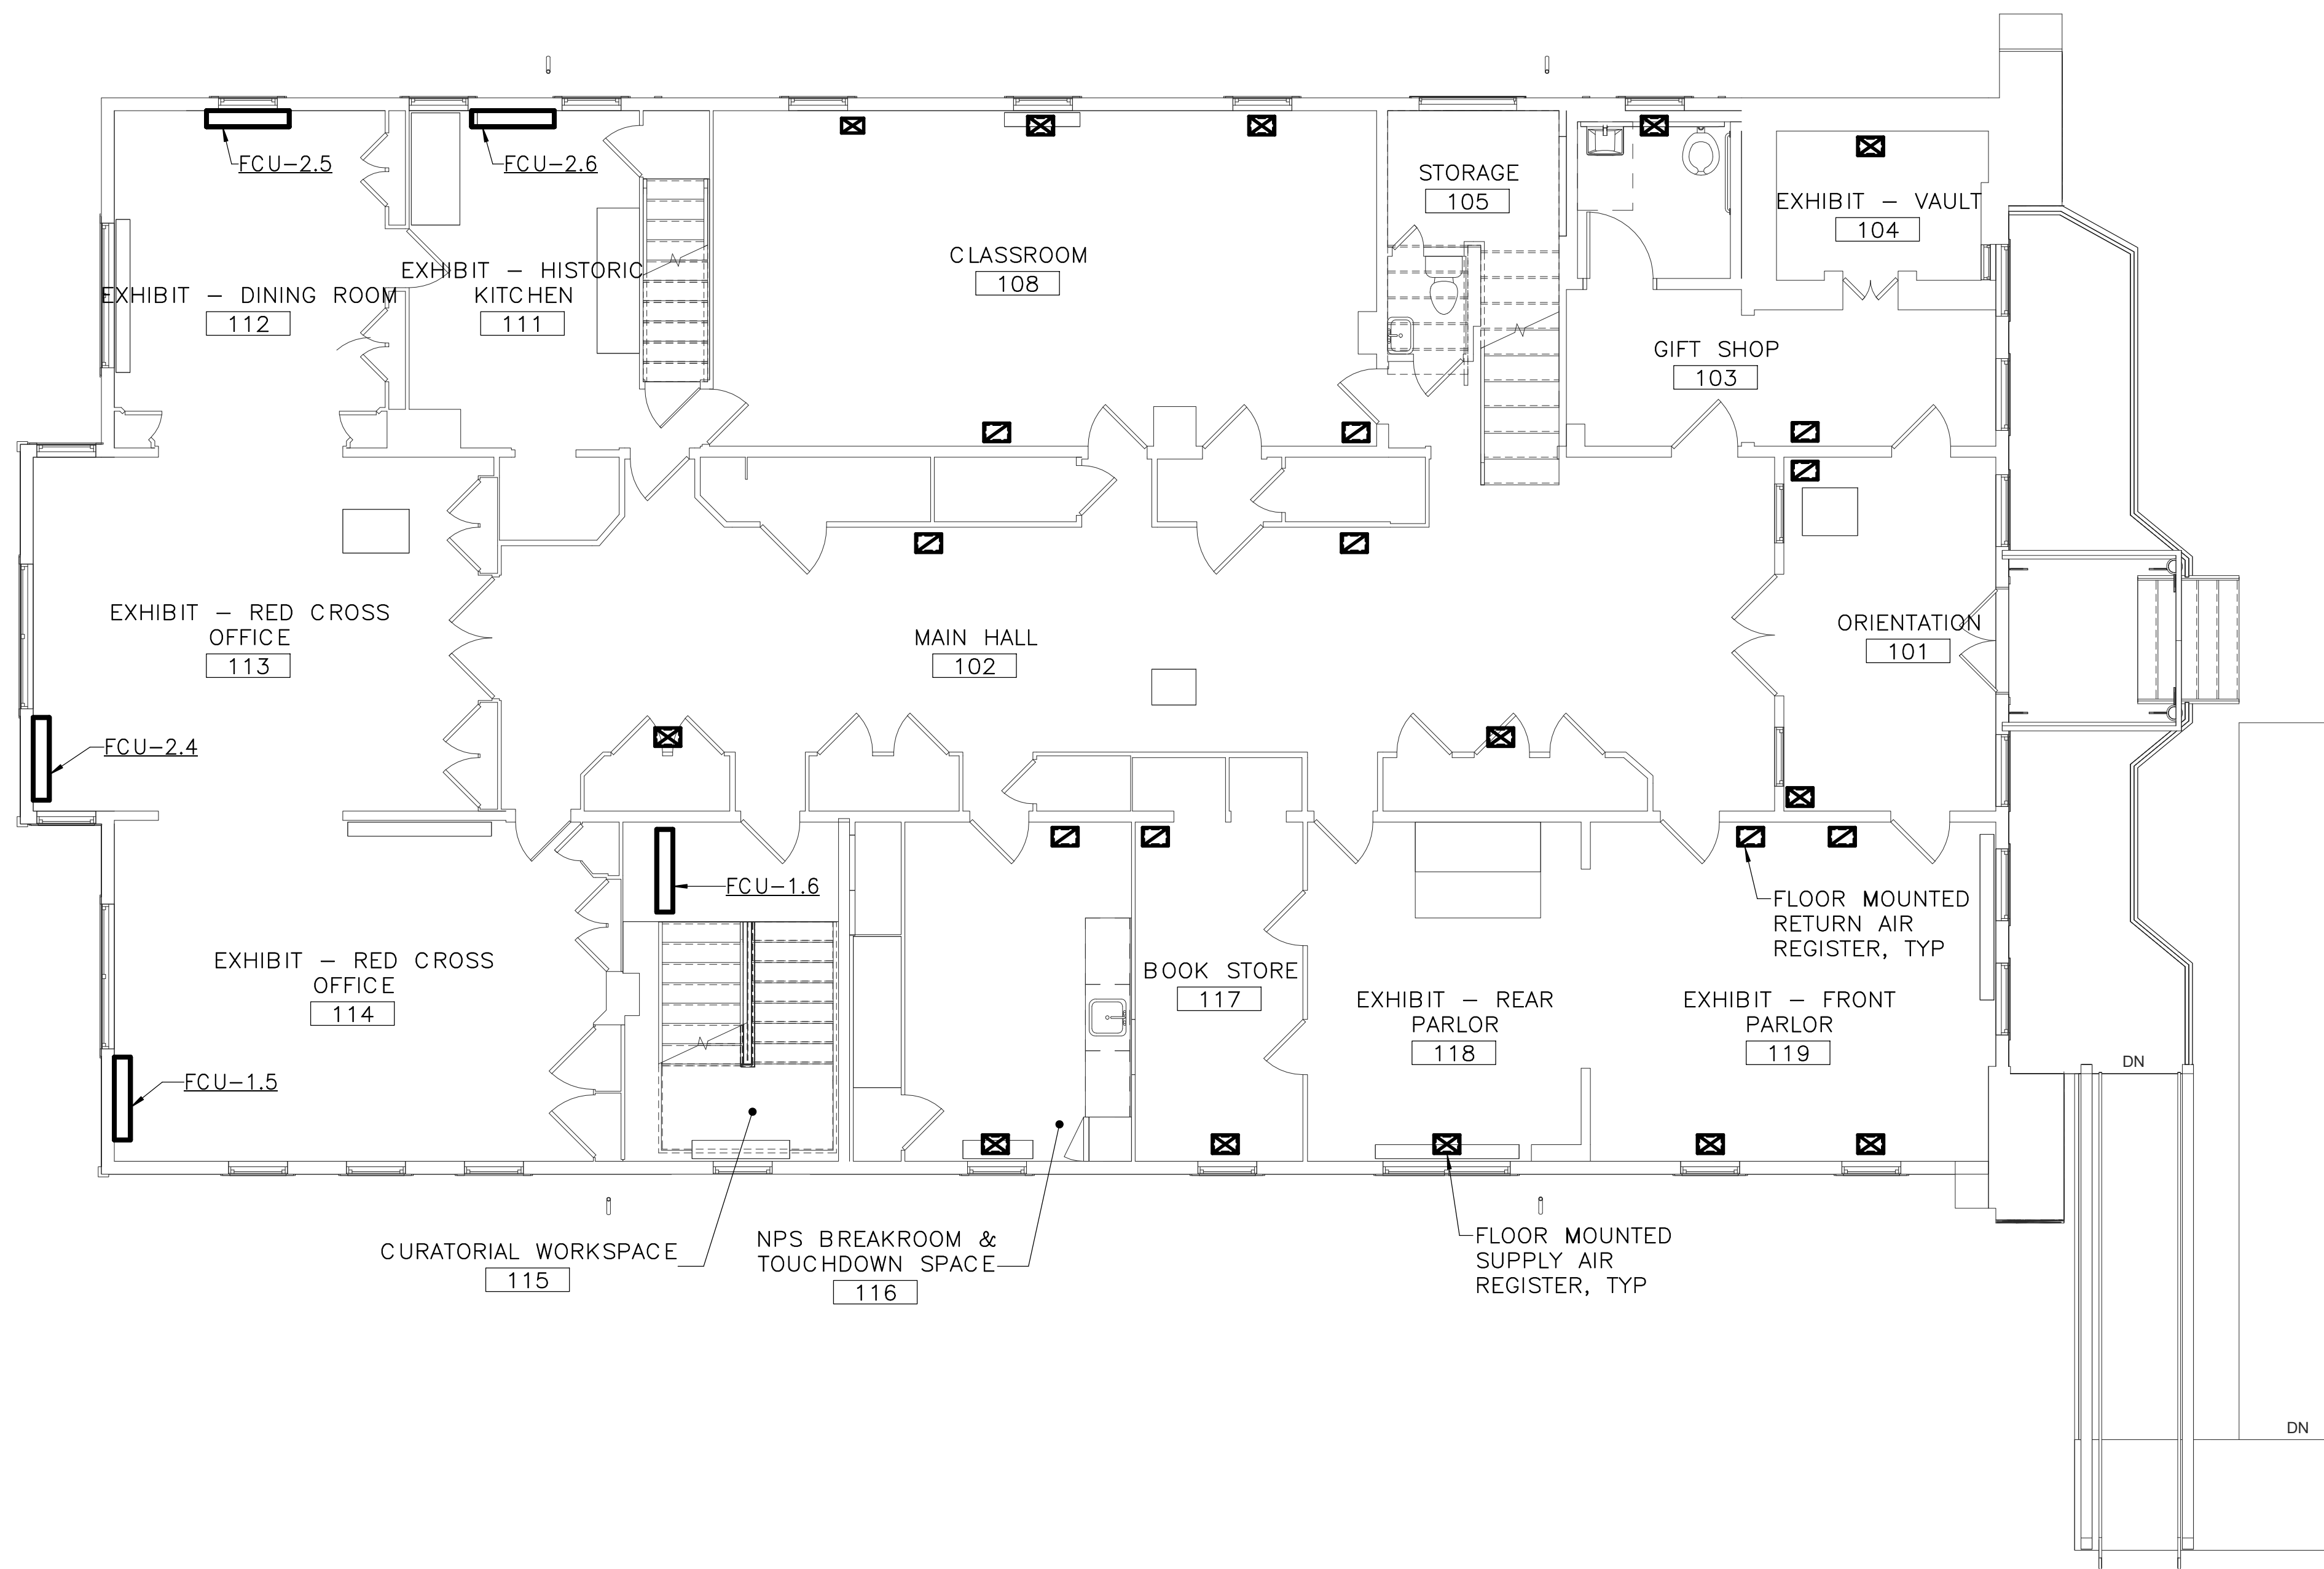 FCU-2.5
FCU-2.6
STORAGE
105
EXHIBIT - VAULT
104
CLASSROOM
108
EXHIBIT - HISTORIC
KITCHEN
111
EXHIBIT - DINING ROOM
112
GIFT SHOP
103
EXHIBIT - RED CROSS
OFFICE
113
MAIN HALL
102
ORIENTATION
101
FCU-2.4
FCU-1.6
FLOOR MOUNTED
RETURN AIR
REGISTER, TYP
EXHIBIT - RED CROSS
OFFICE
114
BOOK STORE
117
EXHIBIT - REAR
PARLOR
118
EXHIBIT - FRONT
PARLOR
119
FCU-1.5
DN
CURATORIAL WORKSPACE
115
NPS BREAKROOM &
TOUCHDOWN SPACE
116
FLOOR MOUNTED
SUPPLY AIR
REGISTER, TYP
DN